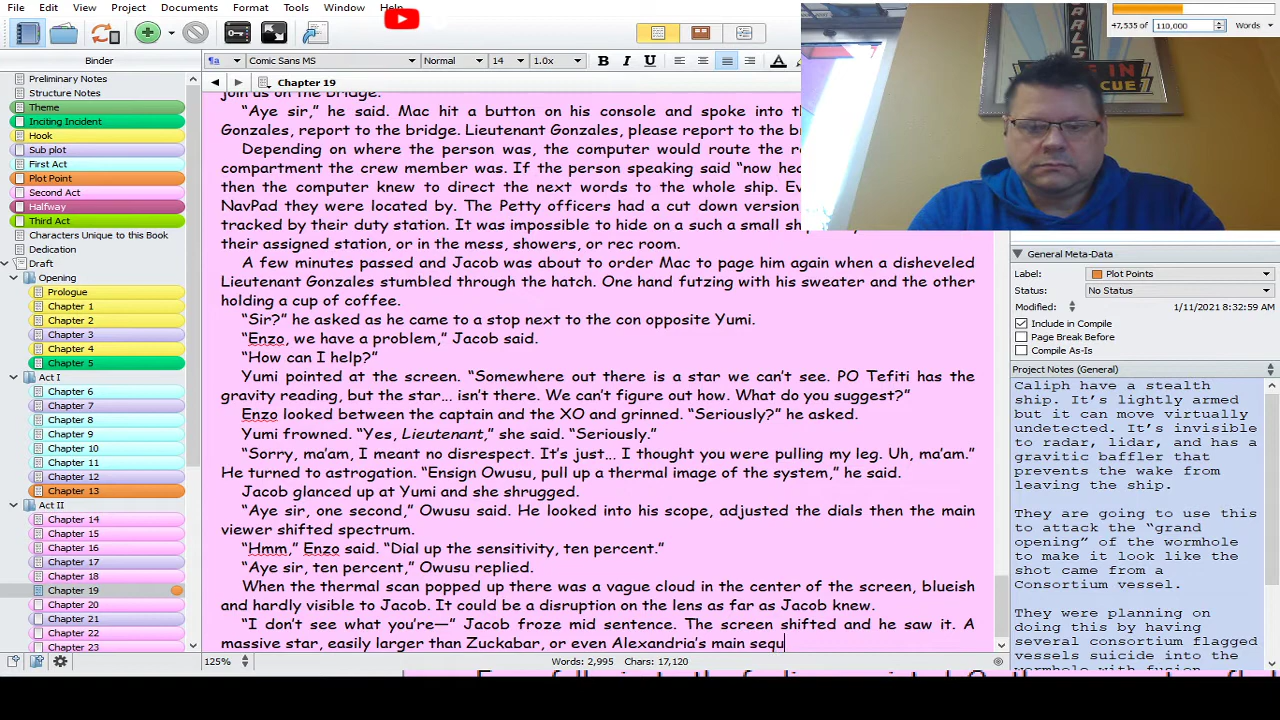 File Edit View Project Documents Format Tools Window Help
47,535 of 110,000 Words
Binder
Comic Sans MS Normal 14 1.0x B I U A
Chapter 19
Preliminary Notes
Structure Notes
Theme
Inciting Incident
Hook
Sub plot
First Act
Plot Point
Second Act
Halfway
Third Act
Characters Unique to this Book
Dedication
Draft
Opening
Prologue
Chapter 1
Chapter 2
Chapter 3
Chapter 4
Chapter 5
Act I
Chapter 6
Chapter 7
Chapter 8
Chapter 9
Chapter 10
Chapter 11
Chapter 12
Chapter 13
Act II
Chapter 14
Chapter 15
Chapter 16
Chapter 17
Chapter 18
Chapter 19
Chapter 20
Chapter 21
Chapter 22
Chapter 23
join us on the bridge.
“Aye sir,” he said. Mac hit a button on his console and spoke into th
Gonzales, report to the bridge. Lieutenant Gonzales, please report to the br
Depending on where the person was, the computer would route the re
compartment the crew member was. If the person speaking said “now hea
then the computer knew to direct the next words to the whole ship. Ev
NavPad they were located by. The Petty officers had a cut down version
tracked by their duty station. It was impossible to hide on a such a small shi
their assigned station, or in the mess, showers, or rec room.
A few minutes passed and Jacob was about to order Mac to page him again when a disheveled
Lieutenant Gonzales stumbled through the hatch. One hand futzing with his sweater and the other
holding a cup of coffee.
“Sir?” he asked as he came to a stop next to the con opposite Yumi.
“Enzo, we have a problem,” Jacob said.
“How can I help?”
Yumi pointed at the screen. “Somewhere out there is a star we can’t see. PO Tefiti has the
gravity reading, but the star... isn’t there. We can’t figure out how. What do you suggest?”
Enzo looked between the captain and the XO and grinned. “Seriously?” he asked.
Yumi frowned. “Yes, Lieutenant,” she said. “Seriously.”
“Sorry, ma’am, I meant no disrespect. It’s just... I thought you were pulling my leg. Uh, ma’am.”
He turned to astrogation. “Ensign Owusu, pull up a thermal image of the system,” he said.
Jacob glanced up at Yumi and she shrugged.
“Aye sir, one second,” Owusu said. He looked into his scope, adjusted the dials then the main
viewer shifted spectrum.
“Hmm,” Enzo said. “Dial up the sensitivity, ten percent.”
“Aye sir, ten percent,” Owusu replied.
When the thermal scan popped up there was a vague cloud in the center of the screen, blueish
and hardly visible to Jacob. It could be a disruption on the lens as far as Jacob knew.
“I don’t see what you’re—” Jacob froze mid sentence. The screen shifted and he saw it. A
massive star, easily larger than Zuckabar, or even Alexandria’s main sequ
125% Words: 2,995 Chars: 17,120
General Meta-Data
Label: Plot Points
Status: No Status
Modified: 1/11/2021 8:32:59 AM
Include in Compile
Page Break Before
Compile As-Is
Project Notes (General)
Caliph have a stealth
ship. It’s lightly armed
but it can move virtually
undetected. It’s invisible
to radar, lidar, and has a
gravitic baffler that
prevents the wake from
leaving the ship.
They are going to use this
to attack the “grand
opening” of the wormhole
to make it look like the
shot came from a
Consortium vessel.
They were planning on
doing this by having
several consortium flagged
vessels suicide into the
wormhole with fusion